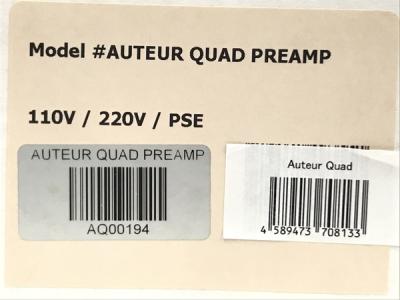 Model #AUTEUR QUAD PREAMP
110V / 220V / PSE
AUTEUR QUAD PREAMP
AQ00194
Auteur Quad
4 589473 708133